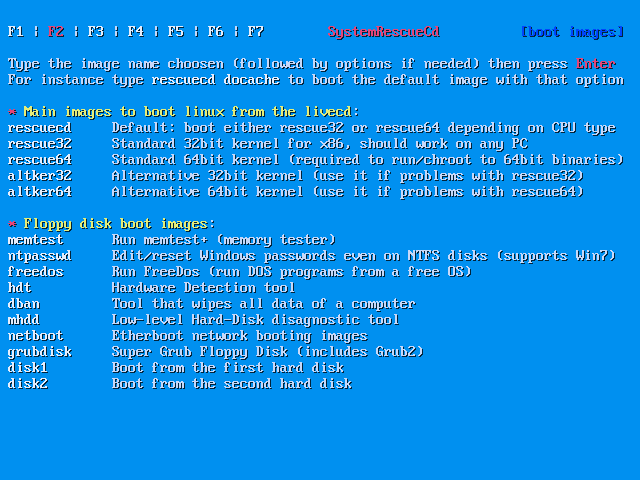 F1 | F2 | F3 | F4 | F5 | F6 | F7 SystemRescueCd [boot images]
Type the image name choosen (followed by options if needed) then press Enter
For instance type rescuecd docache to boot the default image with that option
* Main images to boot linux from the livecd:
rescuecd Default: boot either rescue32 or rescue64 depending on CPU type
rescue32 Standard 32bit kernel for x86, should work on any PC
rescue64 Standard 64bit kernel (required to run/chroot to 64bit binaries)
altker32 Alternative 32bit kernel (use it if problems with rescue32)
altker64 Alternative 64bit kernel (use it if problems with rescue64)
* Floppy disk boot images:
memtest Run memtest+ (memory tester)
ntpasswd Edit/reset Windows passwords even on NTFS disks (supports Win7)
freedos Run FreeDos (run DOS programs from a free OS)
hdt Hardware Detection tool
dban Tool that wipes all data of a computer
mhdd Low-level Hard-Disk disagnostic tool
netboot Etherboot network booting images
grubdisk Super Grub Floppy Disk (includes Grub2)
disk1 Boot from the first hard disk
disk2 Boot from the second hard disk